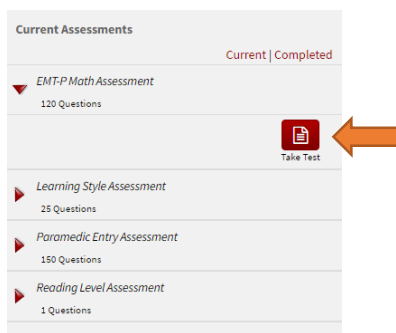 Current Assessments
Current | Completed
EMT-P Math Assessment
120 Questions
Take Test
Learning Style Assessment
25 Questions
Paramedic Entry Assessment
150 Questions
Reading Level Assessment
1 Questions